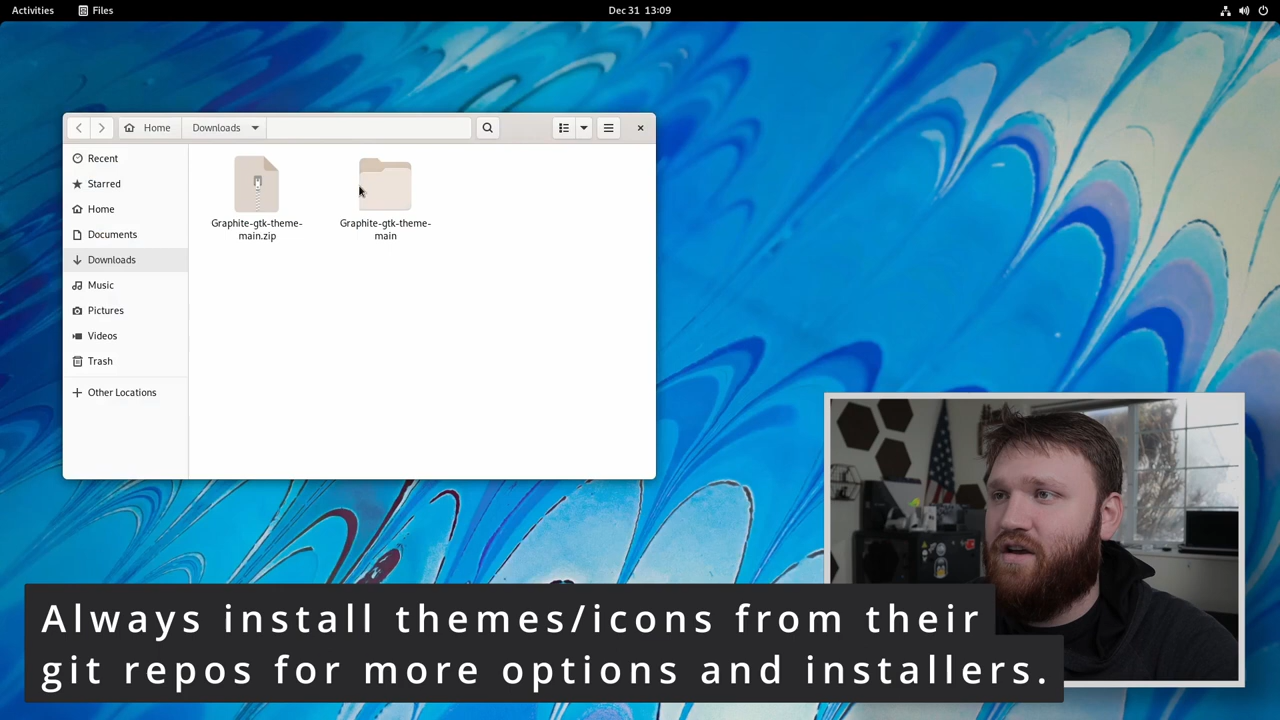 Activities
Files
Dec 31 13:09
Home
Downloads
Recent
Starred
Home
Documents
Downloads
Music
Pictures
Videos
Trash
Other Locations
Graphite-gtk-theme-
main.zip
Graphite-gtk-theme-
main
Always install themes/icons from their
git repos for more options and installers.